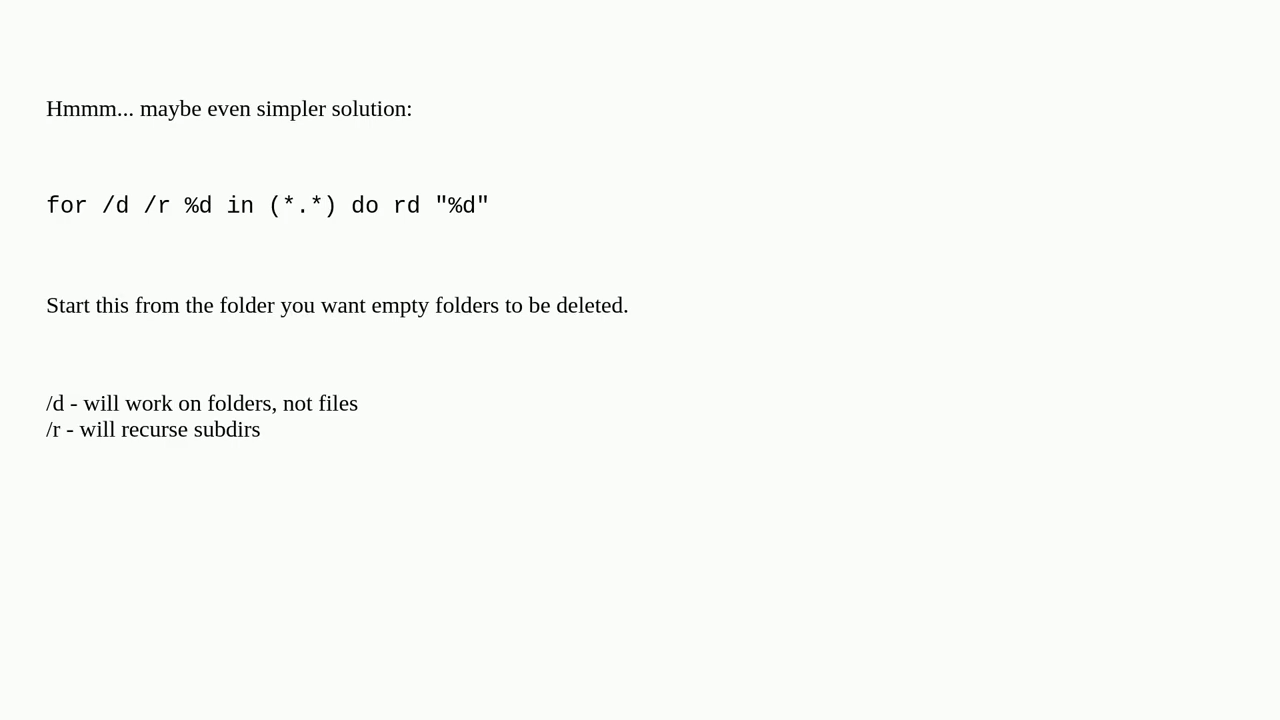 Hmmm... maybe even simpler solution:
for /d /r %d in (*.*) do rd "%d"
Start this from the folder you want empty folders to be deleted.
/d - will work on folders, not files
/r - will recurse subdirs